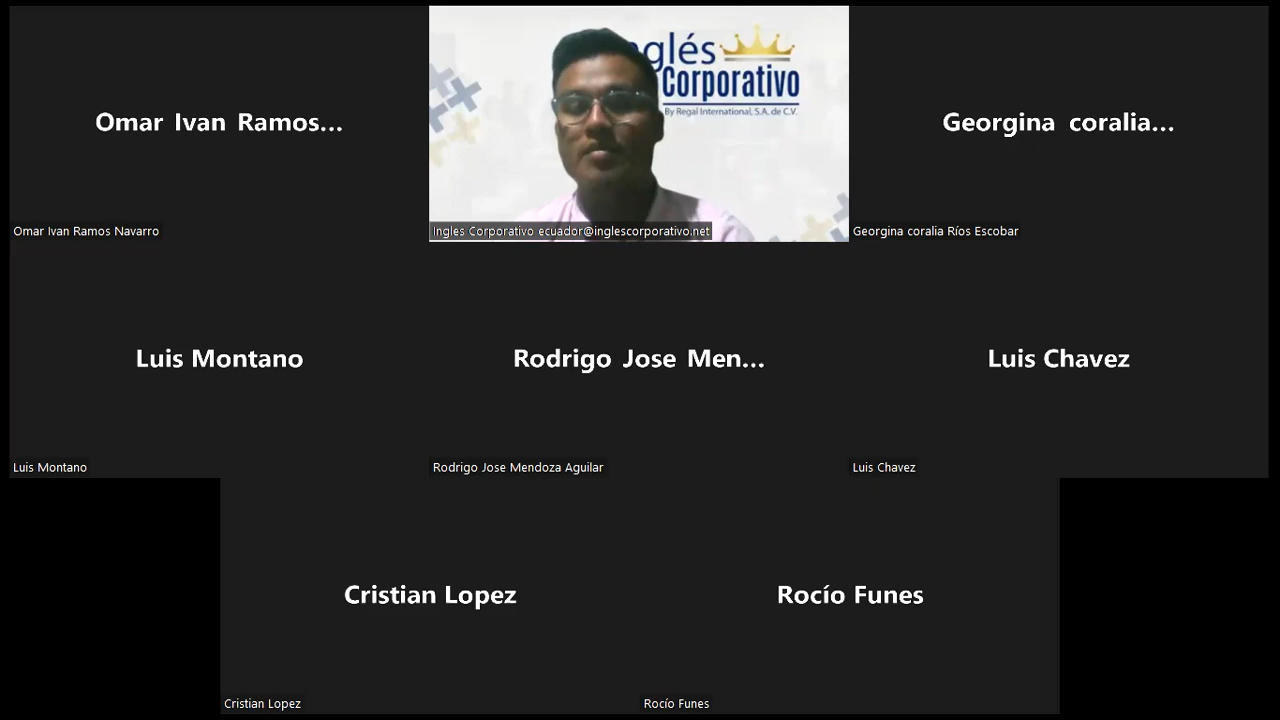 Omar Ivan Ramos...
Omar Ivan Ramos Navarro
nglés
Corporativo
By Regal International, S.A. de C.V.
Ingles Corporativo ecuador@inglescorporativo.net
Georgina coralia...
Georgina coralia Ríos Escobar
Luis Montano
Luis Montano
Rodrigo Jose Men...
Rodrigo Jose Mendoza Aguilar
Luis Chavez
Luis Chavez
Cristian Lopez
Cristian Lopez
Rocío Funes
Rocío Funes